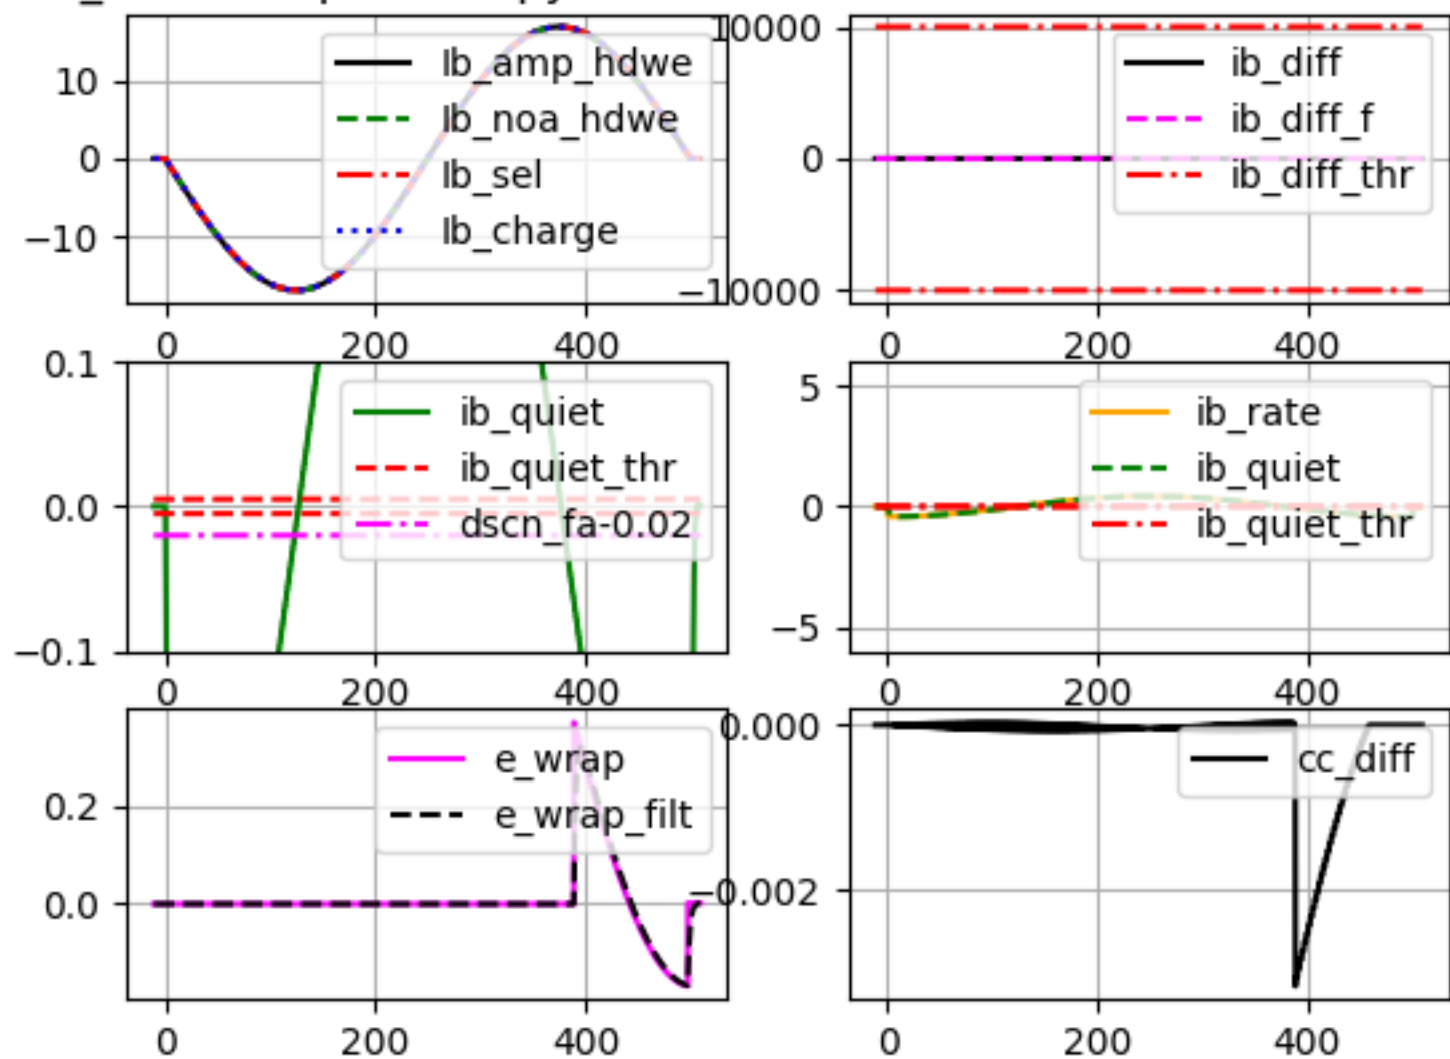 10
0
−10
Ib_amp_hdwe
Ib_noa_hdwe
Ib_sel
Ib_charge
0 200 400
10000
0
−10000
ib_diff
ib_diff_f
ib_diff_thr
0 200 400
0.1
0.0
−0.1
ib_quiet
ib_quiet_thr
dscn_fa-0.02
0 200 400
5
0
−5
ib_rate
ib_quiet
ib_quiet_thr
0 200 400
0.2
0.0
e_wrap
e_wrap_filt
0 200 400
0.000
−0.002
cc_diff
0 200 400